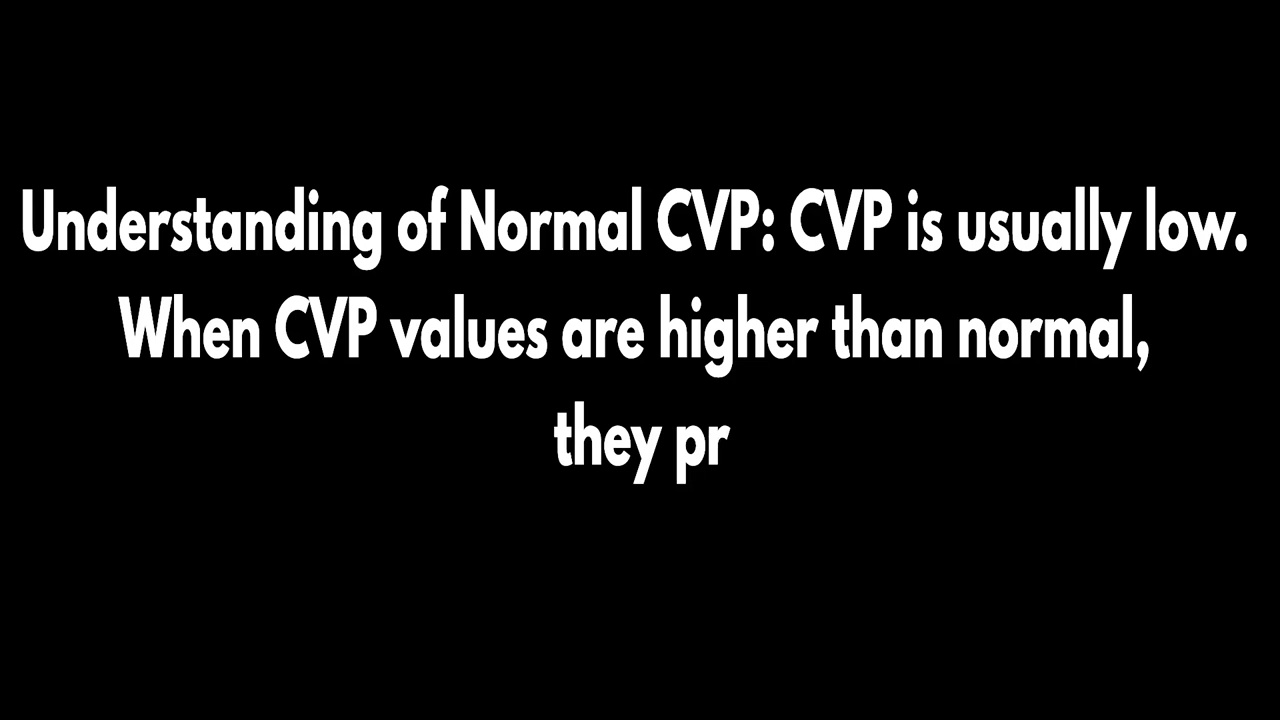 Understanding of Normal CVP: CVP is usually low.
When CVP values are higher than normal,
they pr